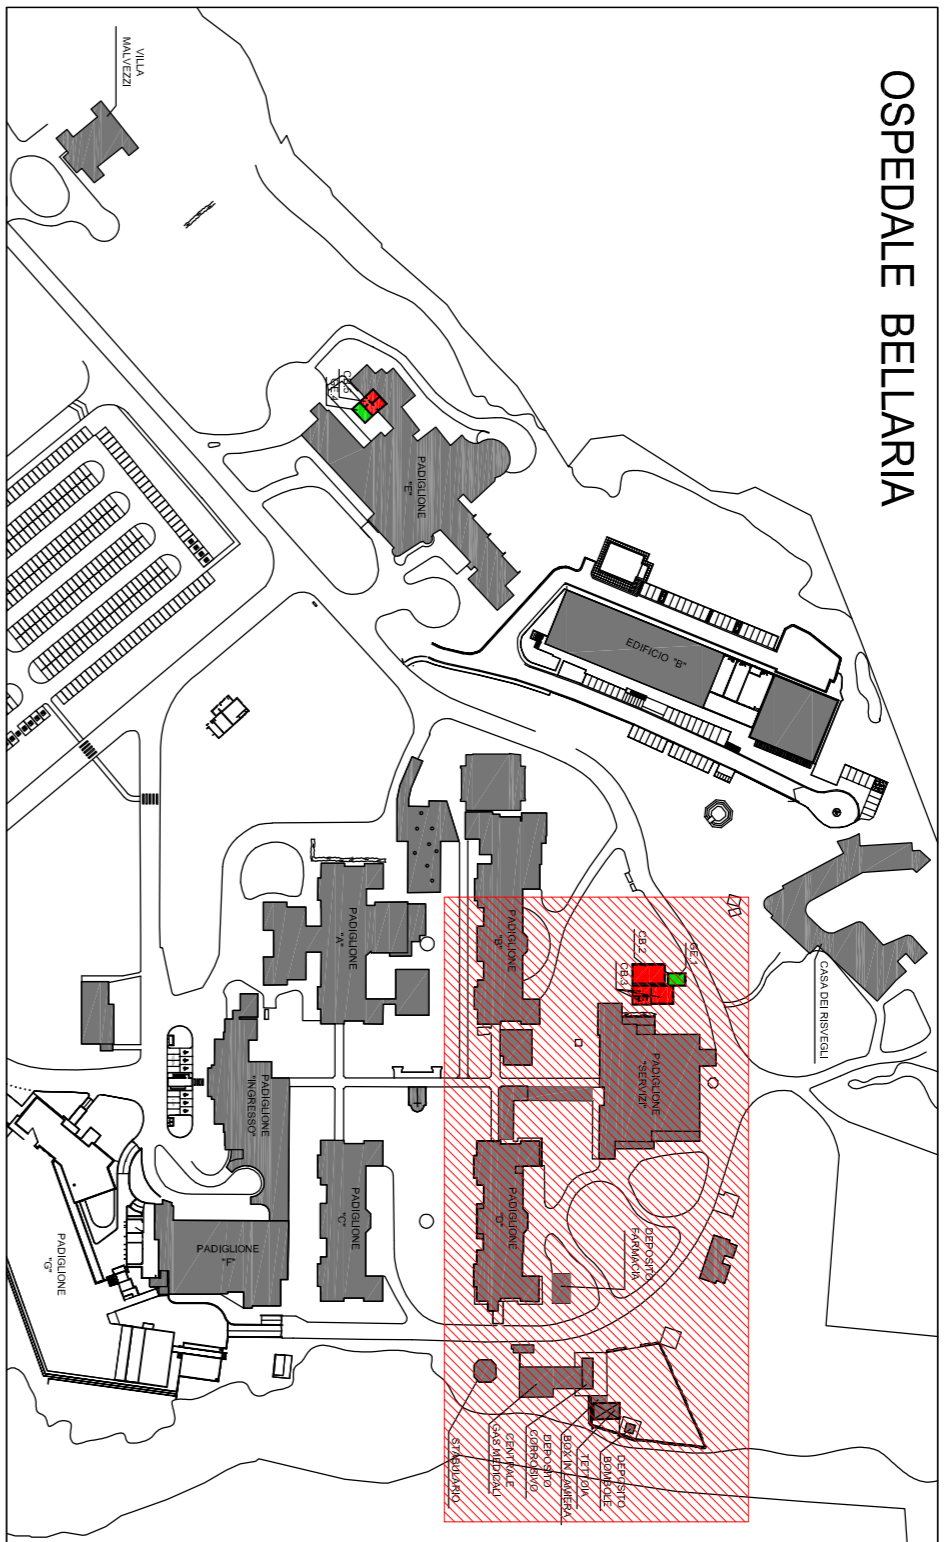 OSPEDALE BELLARIA
VILLA
MALVEZZI
PADIGLIONE
"E"
EDIFICIO "B"
CASA DEI RISVEGLI
GE.1
CB.2
CB.3
PADIGLIONE
"SERVIZI"
PADIGLIONE
"B"
PADIGLIONE
"A"
PADIGLIONE
"INGRESSO"
PADIGLIONE
"C"
PADIGLIONE
"D"
PADIGLIONE
"F"
PADIGLIONE
"G"
DEPOSITO
FARMACIA
DEPOSITO
BOMBOLE
TETTOIA
BOX IN LAMIERA
DEPOSITO
CORROSIVO
CENTRALE
GAS MEDICALI
STABULARIO